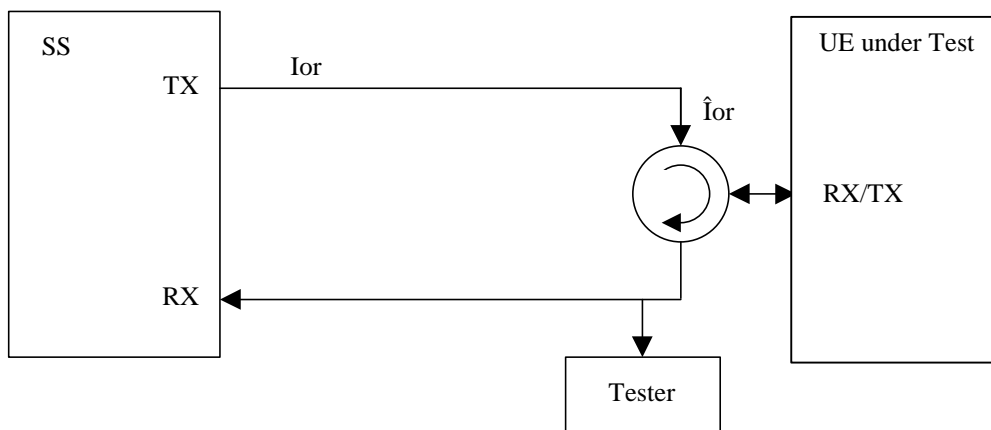 SS
UE under Test
TX
Ior
Îor
RX/TX
RX
Tester